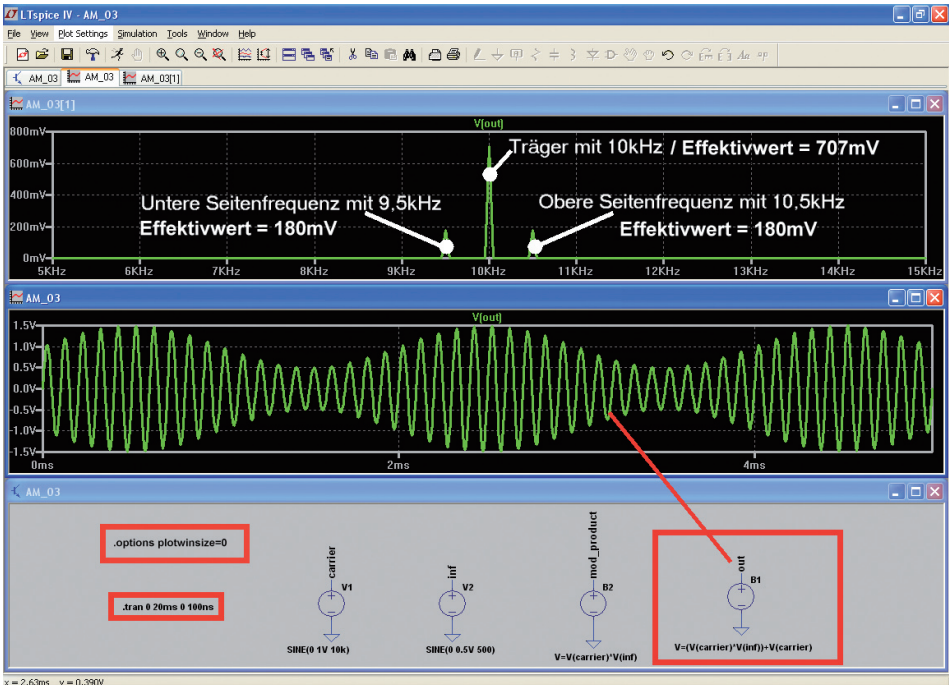 LTspice IV - AM_03
File View Plot Settings Simulation Tools Window Help
AM_03 AM_03 AM_03[1]
AM_03[1]
V(out)
800mV
600mV
400mV
200mV
0mV
Träger mit 10kHz / Effektivwert = 707mV
Untere Seitenfrequenz mit 9,5kHz
Effektivwert = 180mV
Obere Seitenfrequenz mit 10,5kHz
Effektivwert = 180mV
5KHz 6KHz 7KHz 8KHz 9KHz 10KHz 11KHz 12KHz 13KHz 14KHz 15KHz
AM_03
V(out)
1.5V
1.0V
0.5V
0.0V
-0.5V
-1.0V
-1.5V
0ms 2ms 4ms
AM_03
.options plotwinsize=0
.tran 0 20ms 0 100ns
carrier
V1
SINE(0 1V 10k)
inf
V2
SINE(0 0.5V 500)
mod_product
B2
V=V(carrier)*V(inf)
out
B1
V=(V(carrier)*V(inf))+V(carrier)
x = 2.63ms y = 0.390V